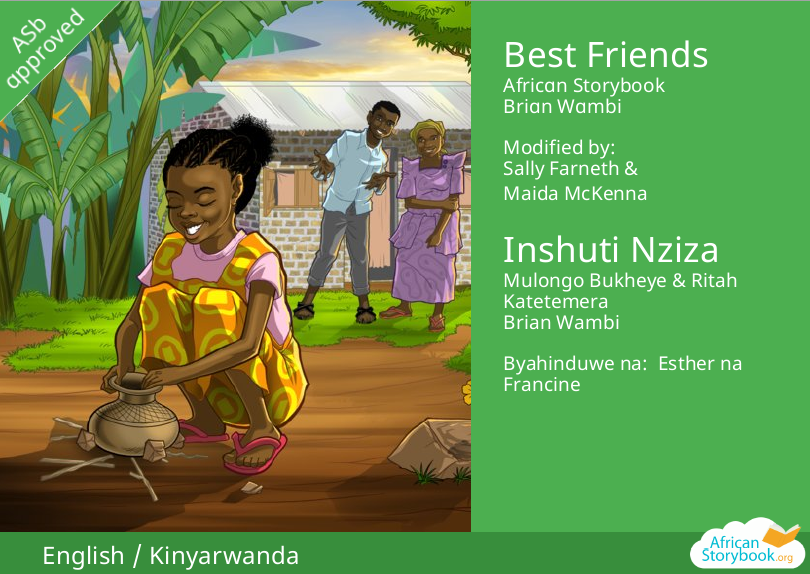 ASb
approved
Best Friends
African Storybook
Brian Wambi
Modified by:
Sally Farneth &
Maida McKenna
Inshuti Nziza
Mulongo Bukheye & Ritah
Katetemera
Brian Wambi
Byahinduwe na:  Esther na
Francine
English / Kinyarwanda
African
Storybook.org